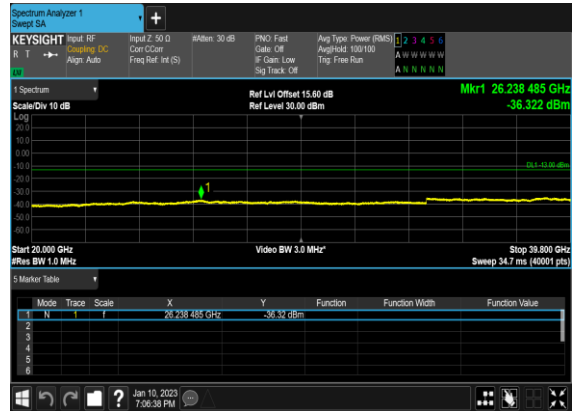 Spectrum Analyzer 1
Swept SA
KEYSIGHT Input: RF Input Z: 50 Ω #Atten: 30 dB PNO: Fast Avg Type: Power (RMS) 1 2 3 4 5 6
R T Coupling: DC Corr CCorr Gate: Off Avg|Hold: 100/100 A W W W W W
Align: Auto Freq Ref: Int (S) IF Gain: Low Trig: Free Run
LW Sig Track: Off A N N N N N
1 Spectrum Ref Lvl Offset 15.60 dB Mkr1 26.238 485 GHz
Scale/Div 10 dB Ref Level 30.00 dBm -36.322 dBm
Log
20.0
10.0
0.00
-10.0
DL1 -13.00 dBm
-20.0
-30.0
1
-40.0
-50.0
-60.0
Start 20.000 GHz Video BW 3.0 MHz* Stop 39.800 GHz
#Res BW 1.0 MHz Sweep 34.7 ms (40001 pts)
5 Marker Table
Mode Trace Scale X Y Function Function Width Function Value
1 N 1 f 26.238 485 GHz -36.32 dBm
2
3
4
5
6
? Jan 10, 2023
7:06:38 PM